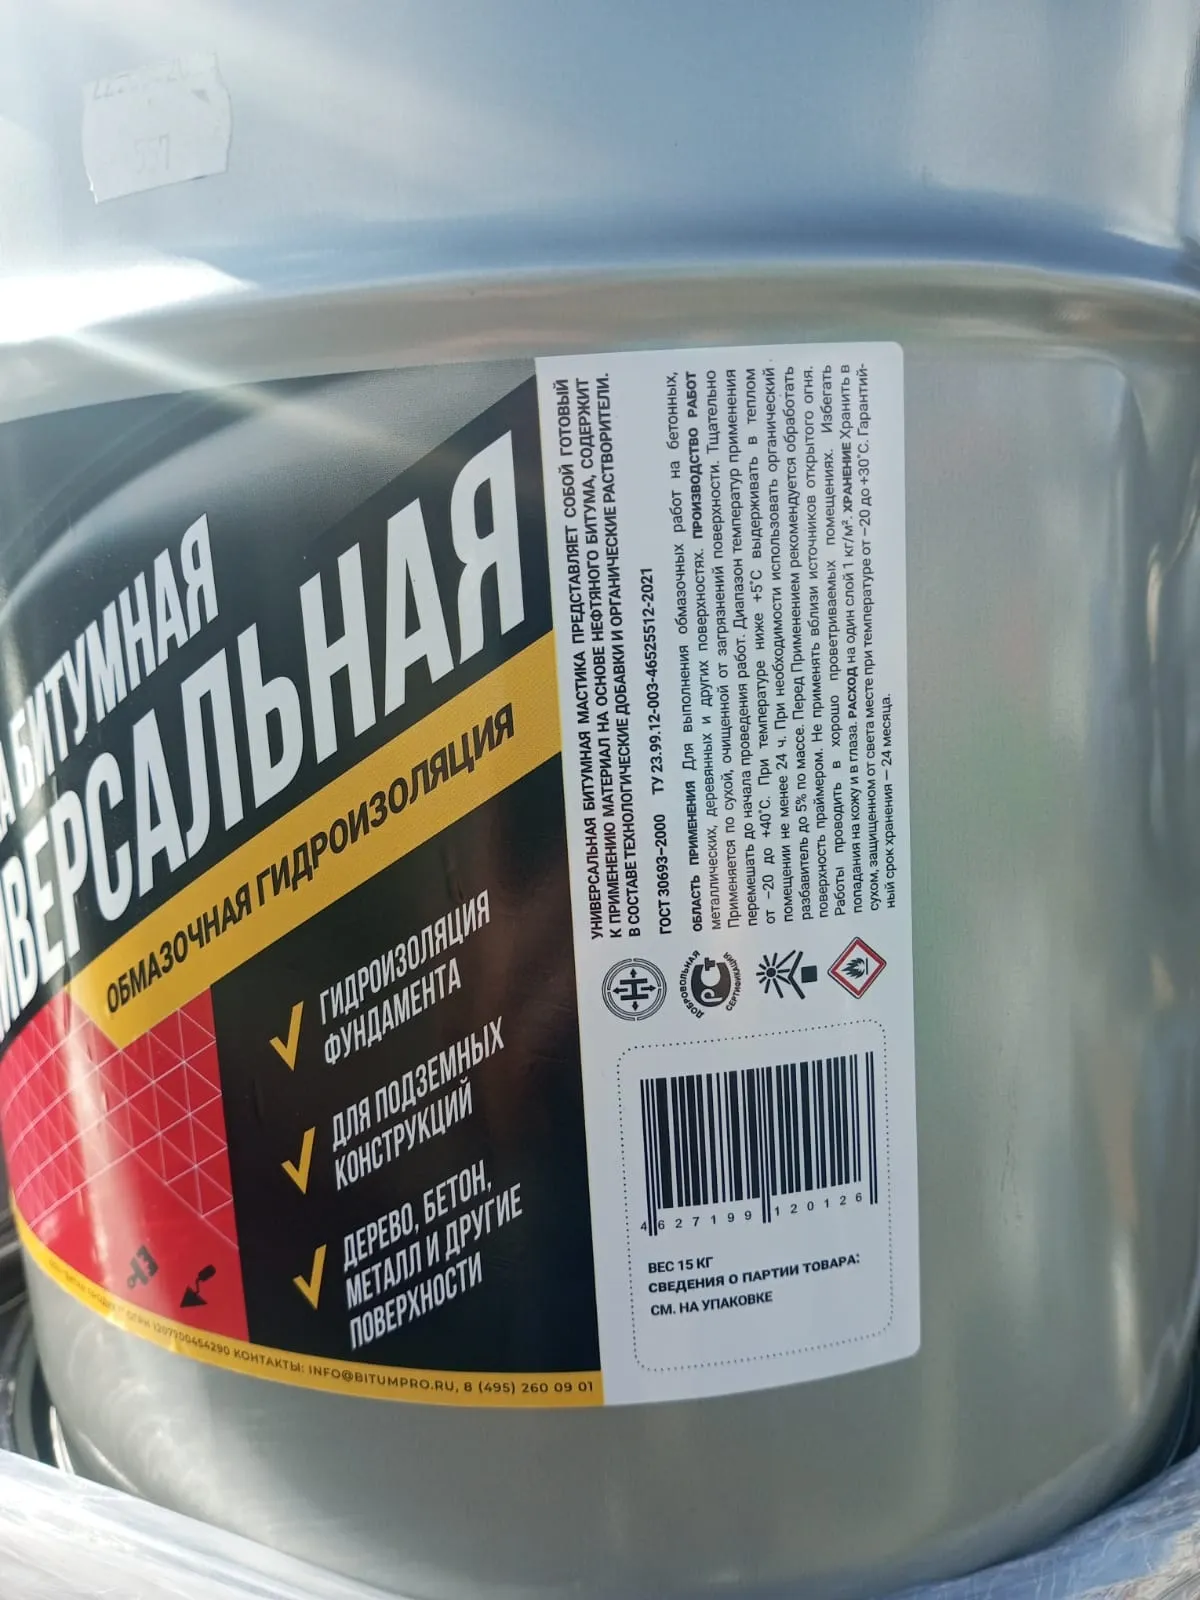 БИТУМНАЯ
ВЕРСАЛЬНАЯ
ОБМАЗОЧНАЯ ГИДРОИЗОЛЯЦИЯ
ГИДРОИЗОЛЯЦИЯ
ФУНДАМЕНТА
ДЛЯ ПОДЗЕМНЫХ
КОНСТРУКЦИЙ
ДЕРЕВО, БЕТОН,
МЕТАЛЛ И ДРУГИЕ
ПОВЕРХНОСТИ
ОГРН 1207700454290 КОНТАКТЫ: INFO@BITUMPRO.RU, 8 (495) 260 09 01
УНИВЕРСАЛЬНАЯ БИТУМНАЯ МАСТИКА ПРЕДСТАВЛЯЕТ СОБОЙ ГОТОВЫЙ
К ПРИМЕНЕНИЮ МАТЕРИАЛ НА ОСНОВЕ НЕФТЯНОГО БИТУМА, СОДЕРЖИТ
В СОСТАВЕ ТЕХНОЛОГИЧЕСКИЕ ДОБАВКИ И ОРГАНИЧЕСКИЕ РАСТВОРИТЕЛИ.
ГОСТ 30693-2000 ТУ 23.99.12-003-46525512-2021
ОБЛАСТЬ ПРИМЕНЕНИЯ Для выполнения обмазочных работ на бетонных,
металлических, деревянных и других поверхностях. ПРОИЗВОДСТВО РАБОТ
Применяется по сухой, очищенной от загрязнений поверхности. Тщательно
перемешать до начала проведения работ. Диапазон температур применения
от -20 до +40°С. При температуре ниже +5°С выдерживать в теплом
помещении не менее 24 ч. При необходимости использовать органический
разбавитель до 5% по массе. Перед Применением рекомендуется обработать
поверхность праймером. Не применять вблизи источников открытого огня.
Работы проводить в хорошо проветриваемых помещениях. Избегать
попадания на кожу и в глаза. РАСХОД на один слой 1 кг/м². ХРАНЕНИЕ Хранить в
сухом, защищенном от света месте при температуре от -20 до +30°С. Гарантий-
ный срок хранения — 24 месяца.
ДОБРОВОЛЬНАЯ
РСТ
СЕРТИФИКАЦИЯ
4 627199 120126
ВЕС 15 КГ
СВЕДЕНИЯ О ПАРТИИ ТОВАРА:
СМ. НА УПАКОВКЕ